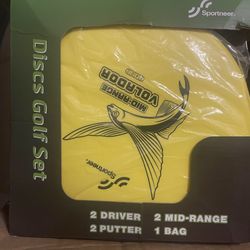 Sportneer.
Discs Golf Set
MID-RANGE
VOLADOR
Sportneer
2 DRIVER 2 MID-RANGE
2 PUTTER 1 BAG